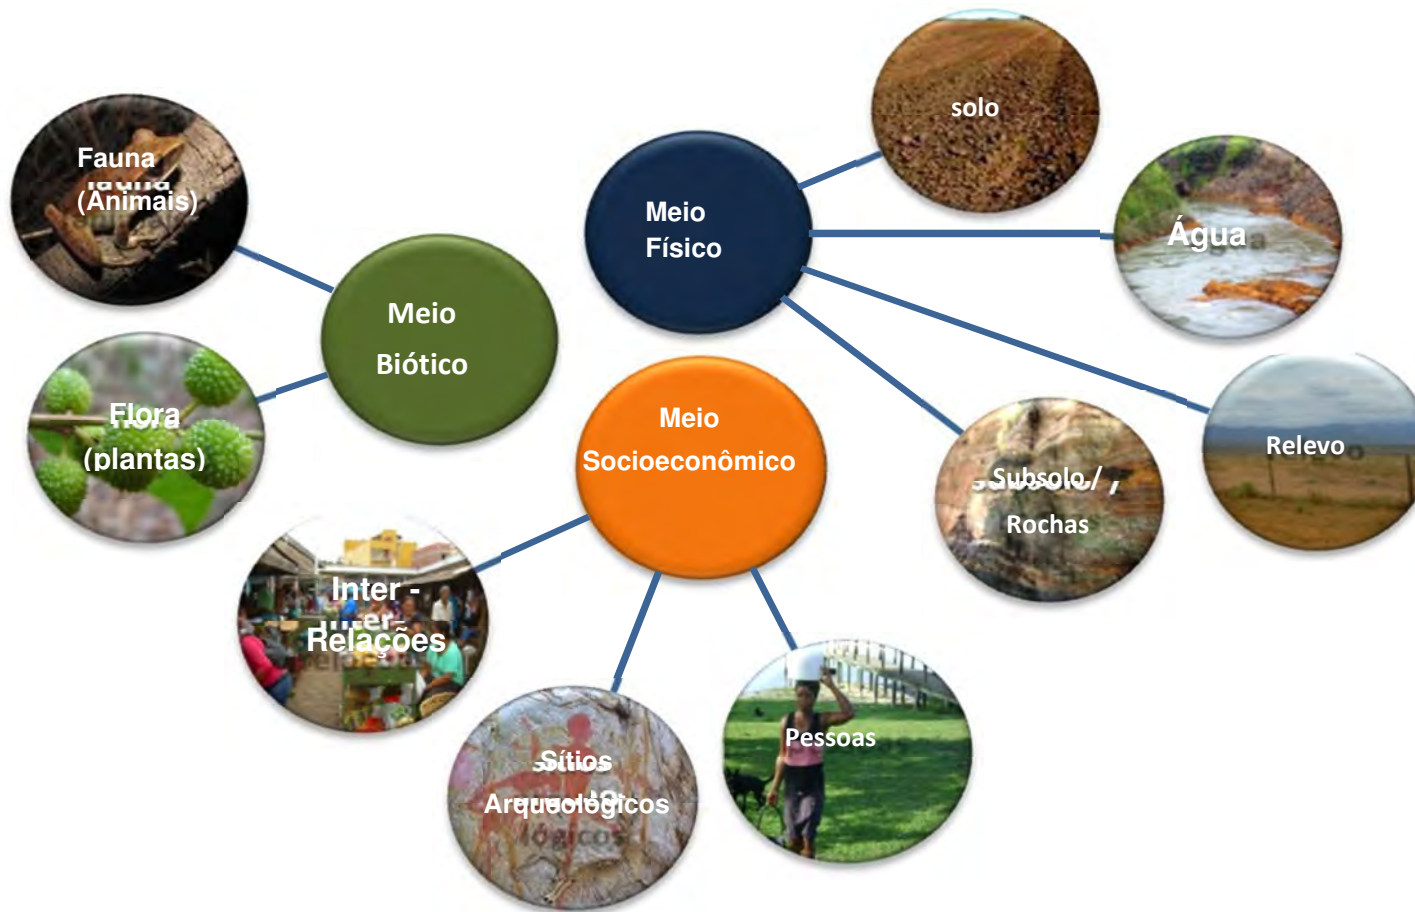 solo
Fauna
(Animais)
Meio
Físico
Água
Meio
Biótico
Flora
(plantas)
Meio
Socioeconômico
Relevo
Subsolo /
Rochas
Inter -
Relações
Sítios
Arqueológicos
lógicos
Pessoas